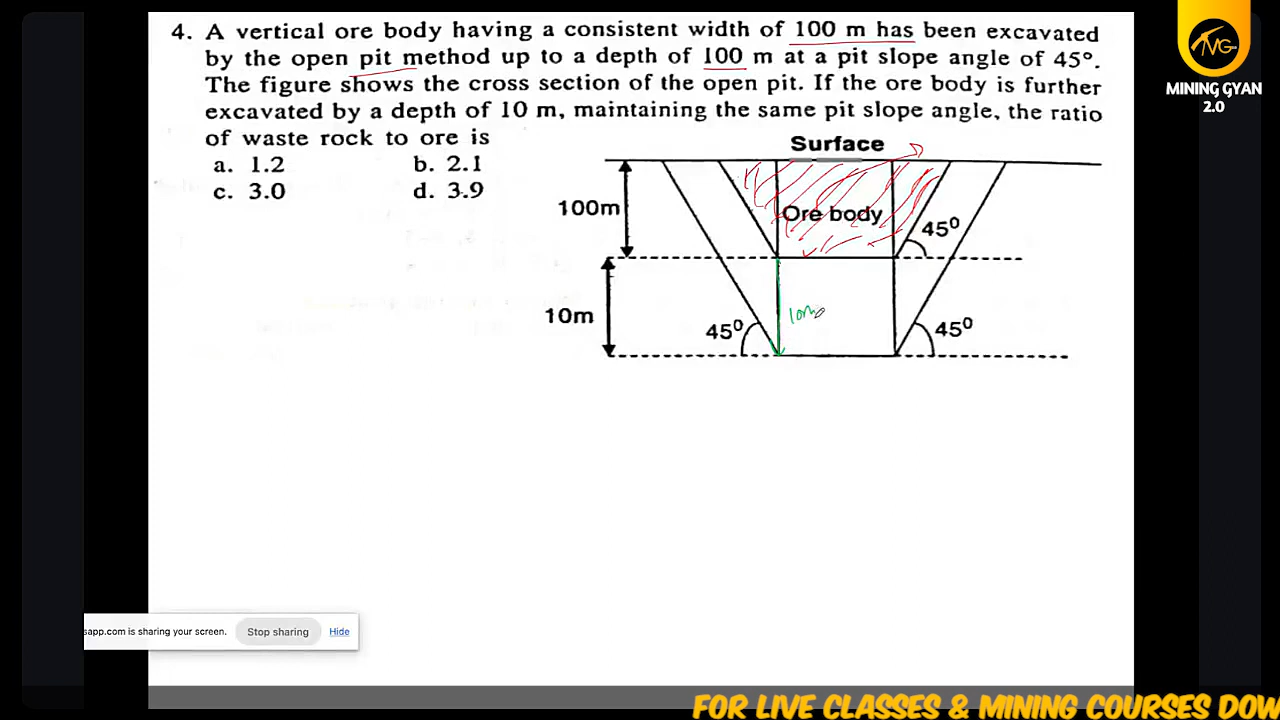 4. A vertical ore body having a consistent width of 100 m has been excavated
by the open pit method up to a depth of 100 m at a pit slope angle of 45°.
The figure shows the cross section of the open pit. If the ore body is further
excavated by a depth of 10 m, maintaining the same pit slope angle, the ratio
of waste rock to ore is
a. 1.2 b. 2.1
c. 3.0 d. 3.9
Surface
100m
Ore body
45⁰
10m
10m
45⁰
45⁰
TMG
MINING GYAN
2.0
sapp.com is sharing your screen. Stop sharing Hide
FOR LIVE CLASSES & MINING COURSES DOW